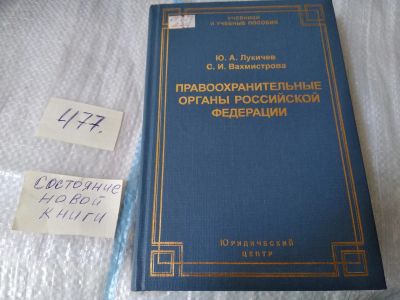 УЧЕБНИКИ
И УЧЕБНЫЕ ПОСОБИЯ
Ю. А. Лукичев
С. И. Вахмистрова
ПРАВООХРАНИТЕЛЬНЫЕ
ОРГАНЫ РОССИЙСКОЙ
ФЕДЕРАЦИИ
ЮРИДИЧЕСКИЙ
ЦЕНТР
477.
СОСТОЯНИЕ
НОВОЙ
КНИГИ